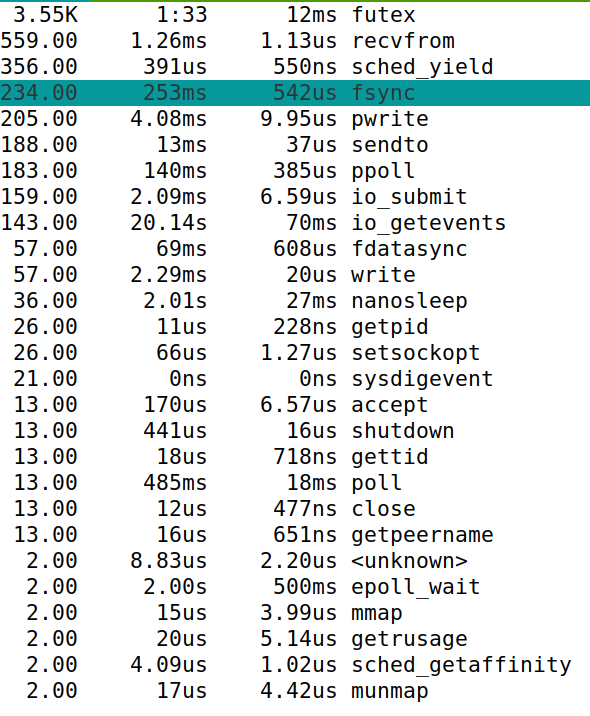 3.55K 1:33 12ms futex
559.00 1.26ms 1.13us recvfrom
356.00 391us 550ns sched_yield
234.00 253ms 542us fsync
205.00 4.08ms 9.95us pwrite
188.00 13ms 37us sendto
183.00 140ms 385us ppoll
159.00 2.09ms 6.59us io_submit
143.00 20.14s 70ms io_getevents
57.00 69ms 608us fdatasync
57.00 2.29ms 20us write
36.00 2.01s 27ms nanosleep
26.00 11us 228ns getpid
26.00 66us 1.27us setsockopt
21.00 0ns 0ns sysdigevent
13.00 170us 6.57us accept
13.00 441us 16us shutdown
13.00 18us 718ns gettid
13.00 485ms 18ms poll
13.00 12us 477ns close
13.00 16us 651ns getpeername
2.00 8.83us 2.20us <unknown>
2.00 2.00s 500ms epoll_wait
2.00 15us 3.99us mmap
2.00 20us 5.14us getrusage
2.00 4.09us 1.02us sched_getaffinity
2.00 17us 4.42us munmap